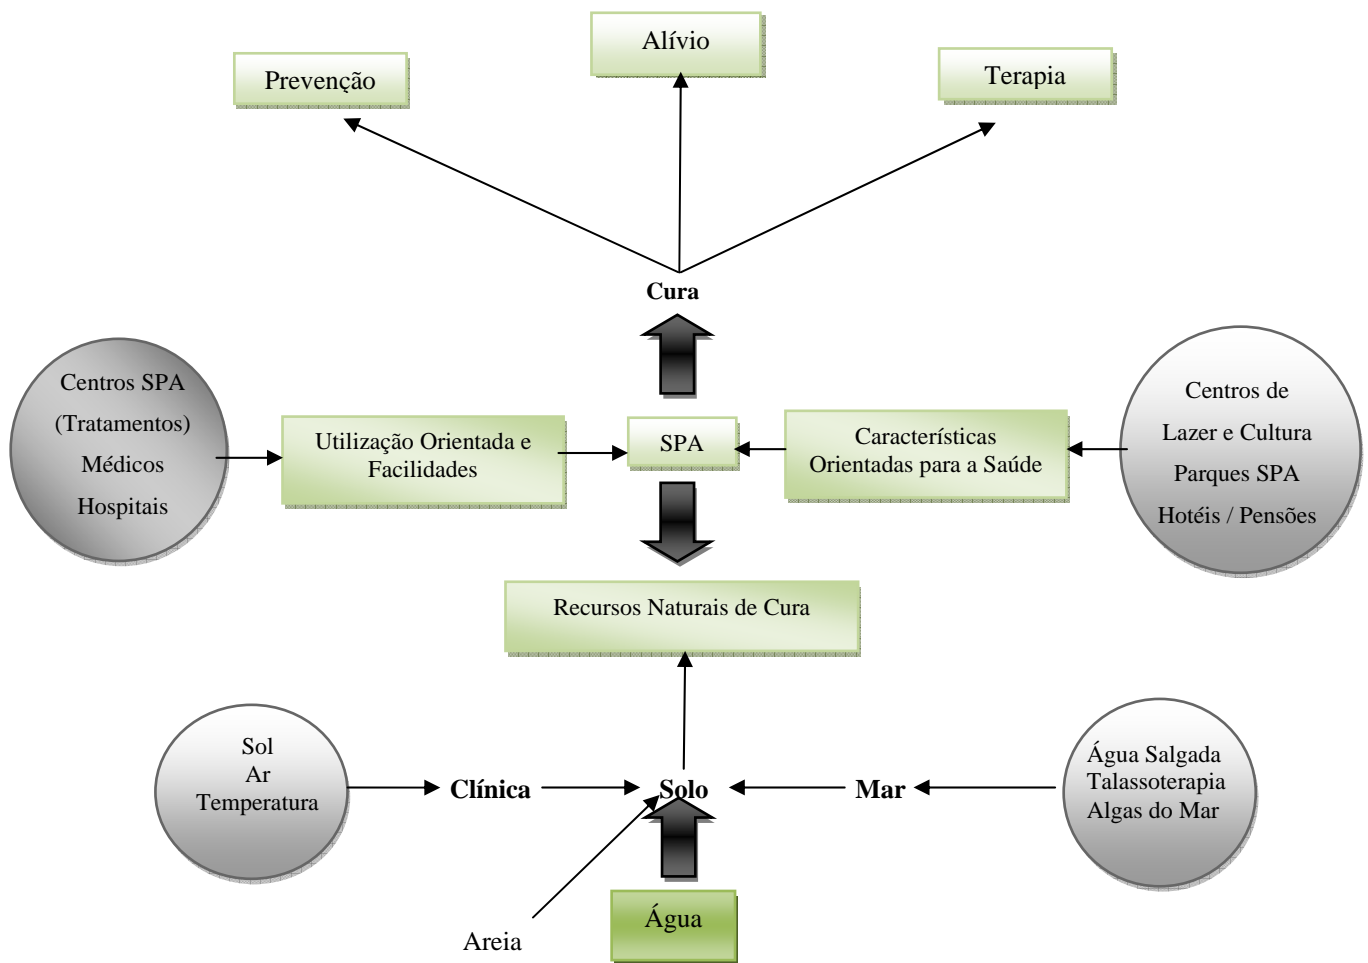 Alívio
Prevenção
Terapia
Cura
Centros SPA
(Tratamentos)
Médicos
Hospitais
Utilização Orientada e
Facilidades
SPA
Características
Orientadas para a Saúde
Centros de
Lazer e Cultura
Parques SPA
Hotéis / Pensões
Recursos Naturais de Cura
Sol
Ar
Temperatura
Clínica
Solo
Mar
Água Salgada
Talassoterapia
Algas do Mar
Areia
Água